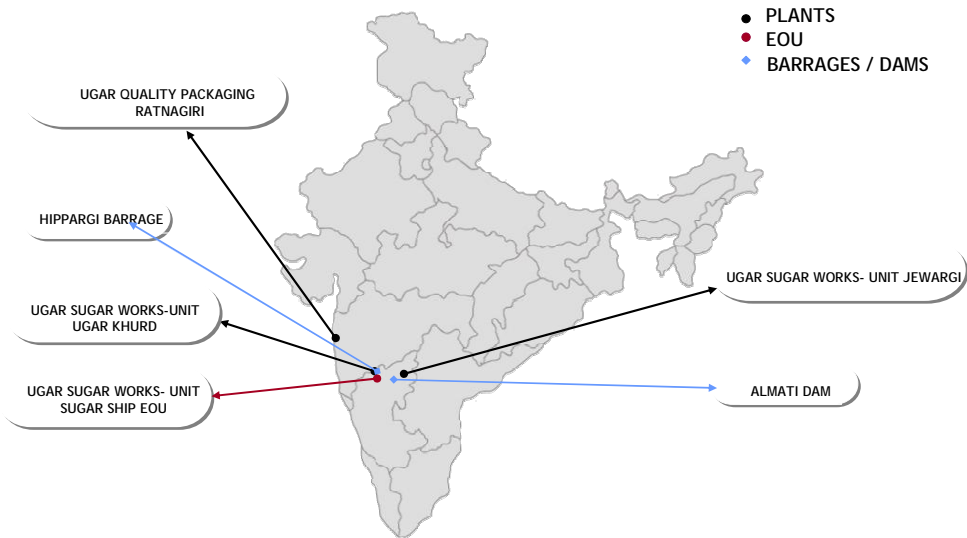 PLANTS
EOU
BARRAGES / DAMS
UGAR QUALITY PACKAGING
RATNAGIRI
HIPPARGI BARRAGE
UGAR SUGAR WORKS-UNIT
UGAR KHURD
UGAR SUGAR WORKS- UNIT
SUGAR SHIP EOU
UGAR SUGAR WORKS- UNIT JEWARGI
ALMATI DAM